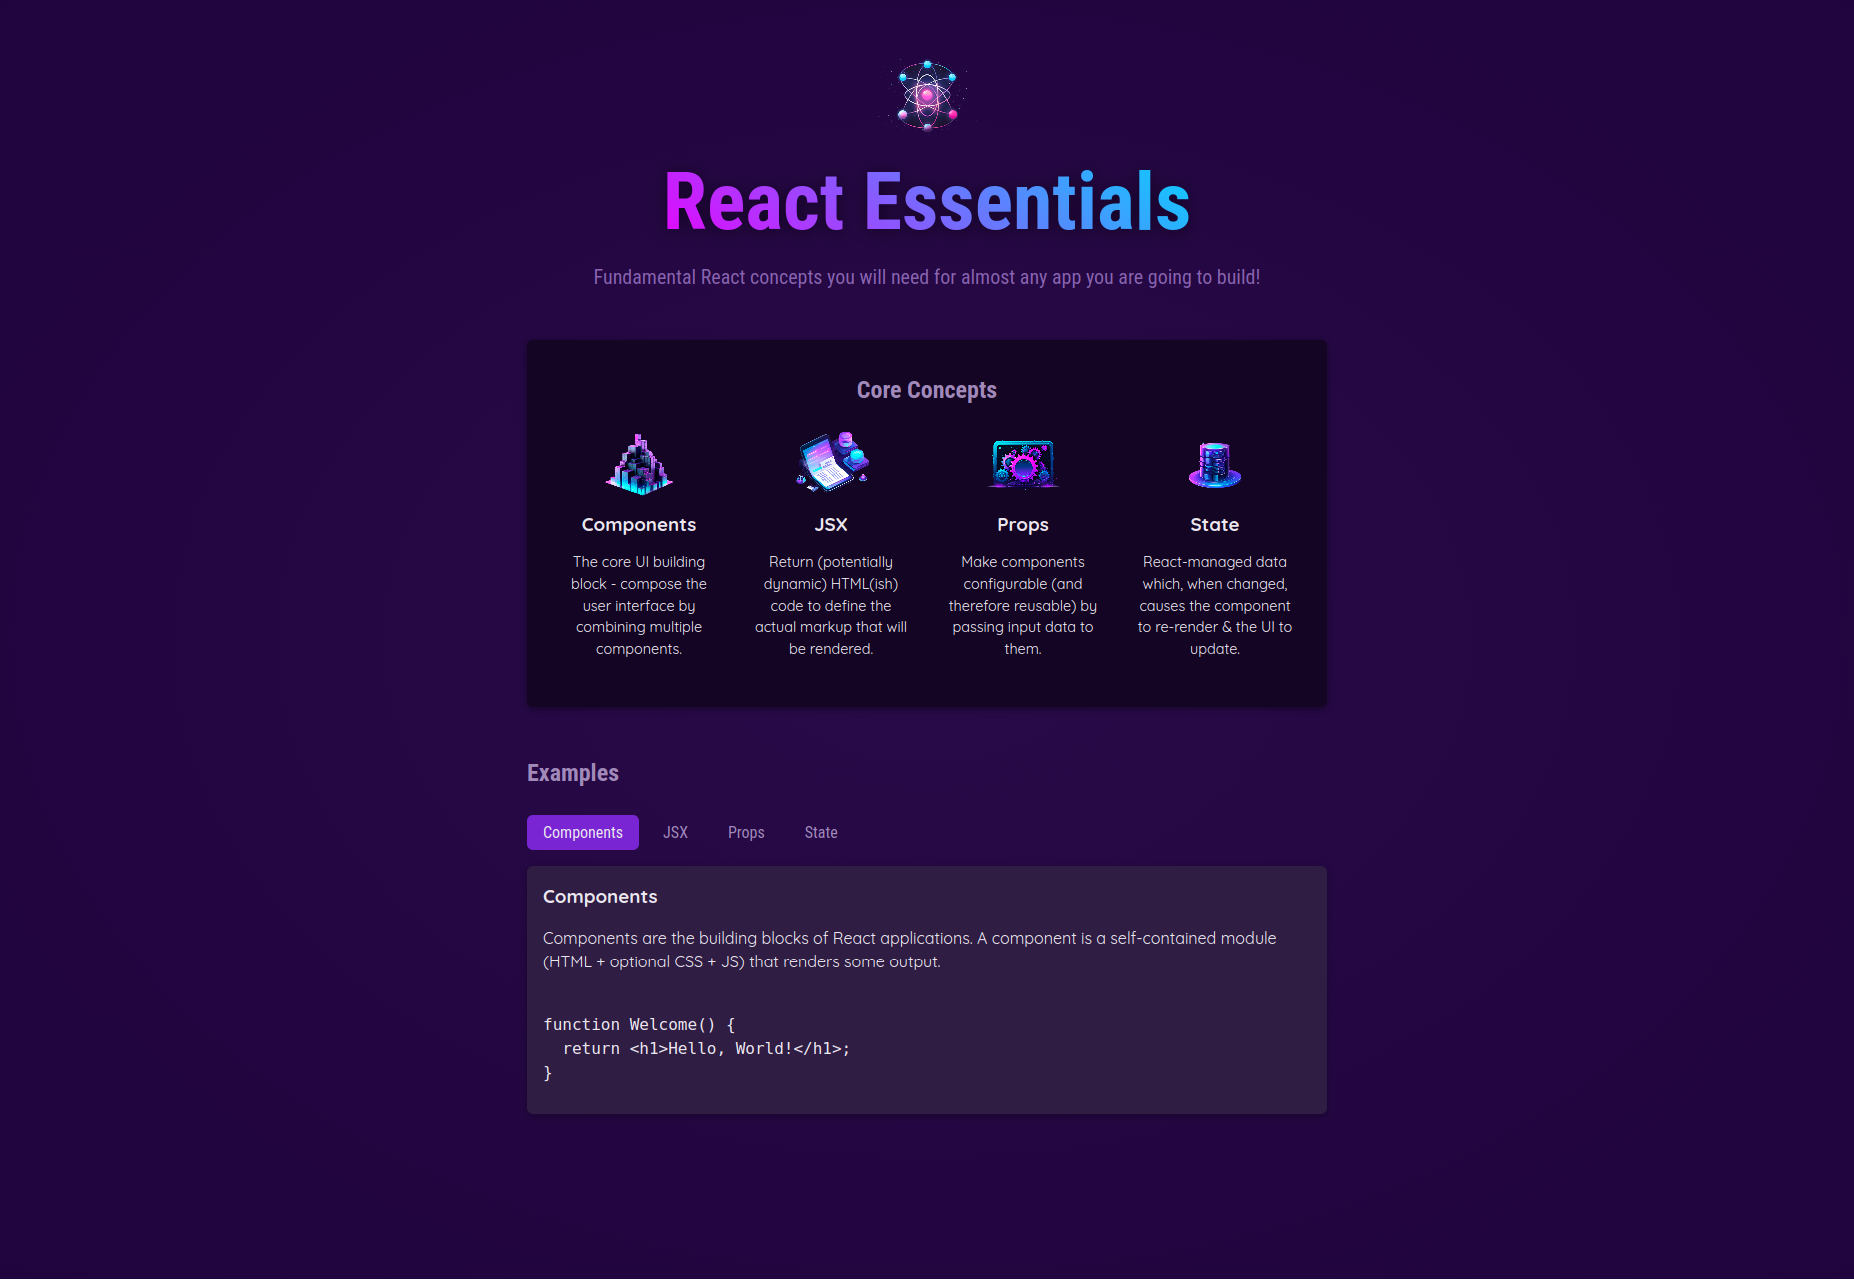 React Essentials
Fundamental React concepts you will need for almost any app you are going to build!
Core Concepts
Components
The core UI building
block - compose the
user interface by
combining multiple
components.
JSX
Return (potentially
dynamic) HTML(ish)
code to define the
actual markup that will
be rendered.
Props
Make components
configurable (and
therefore reusable) by
passing input data to
them.
State
React-managed data
which, when changed,
causes the component
to re-render & the UI to
update.
Examples
Components JSX Props State
Components
Components are the building blocks of React applications. A component is a self-contained module
(HTML + optional CSS + JS) that renders some output.
function Welcome() {
  return <h1>Hello, World!</h1>;
}